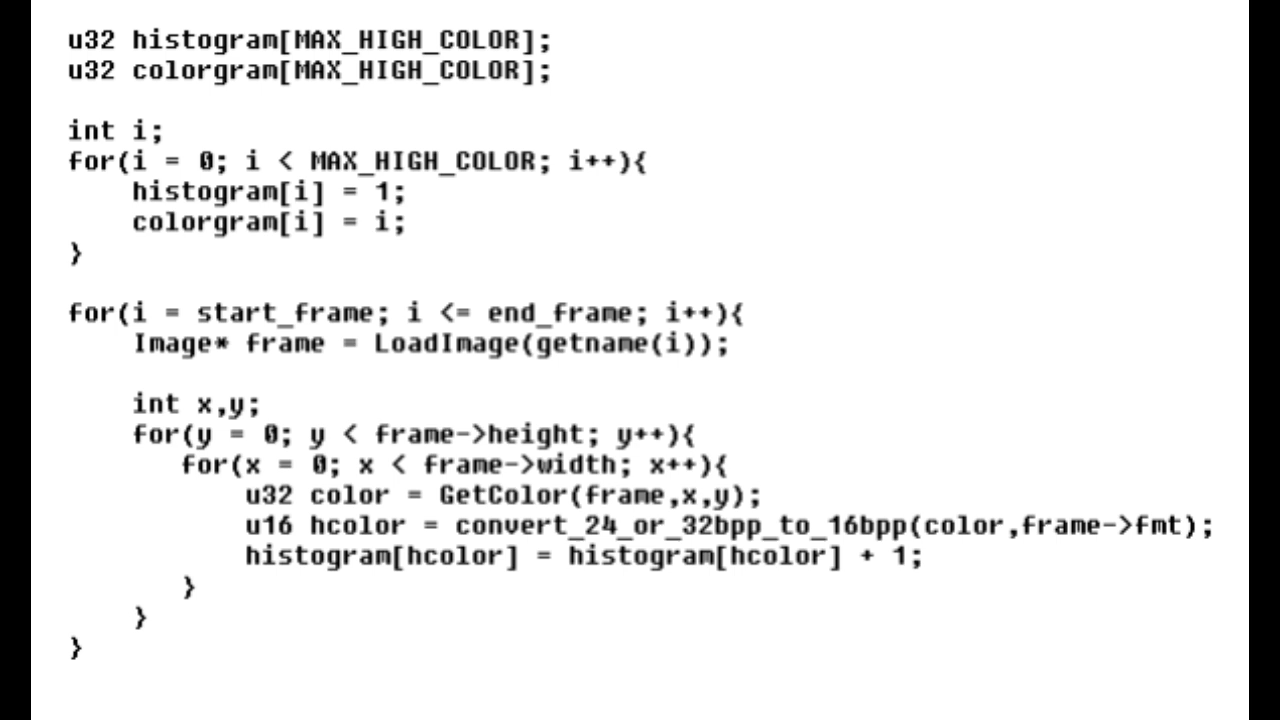 u32 histogram[MAX_HIGH_COLOR];
u32 colorgram[MAX_HIGH_COLOR];
int i;
for(i = 0; i < MAX_HIGH_COLOR; i++){
histogram[i] = 1;
colorgram[i] = i;
}
for(i = start_frame; i <= end_frame; i++){
Image* frame = LoadImage(getname(i));
int x,y;
for(y = 0; y < frame->height; y++){
for(x = 0; x < frame->width; x++){
u32 color = GetColor(frame,x,y);
u16 hcolor = convert_24_or_32bpp_to_16bpp(color,frame->fmt);
histogram[hcolor] = histogram[hcolor] + 1;
}
}
}